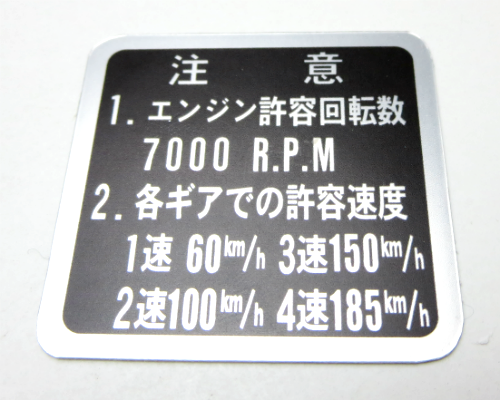 注 意
1. エンジン許容回転数
7000 R.P.M
2. 各ギアでの許容速度
1速 60km/h 3速150km/h
2速100km/h 4速185km/h